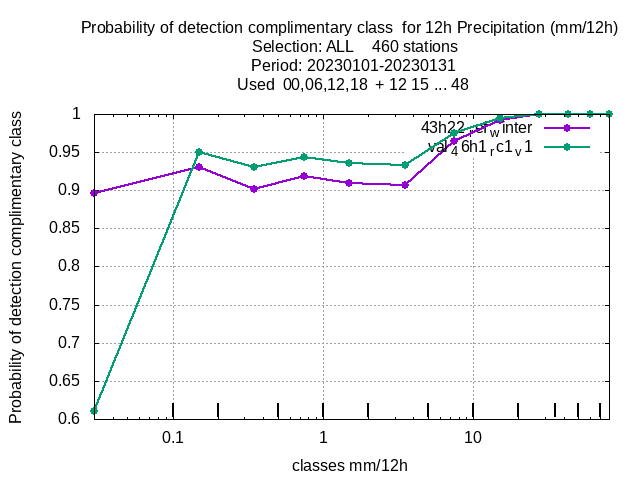 Probability of detection complimentary class for 12h Precipitation (mm/12h)
Selection: ALL 460 stations
Period: 20230101-20230131
Used 00,06,12,18 + 12 15 ... 48
Probability of detection complimentary class
1
0.95
0.9
0.85
0.8
0.75
0.7
0.65
0.6
val_46h1_rc1_v1
0.1 1 10
classes mm/12h